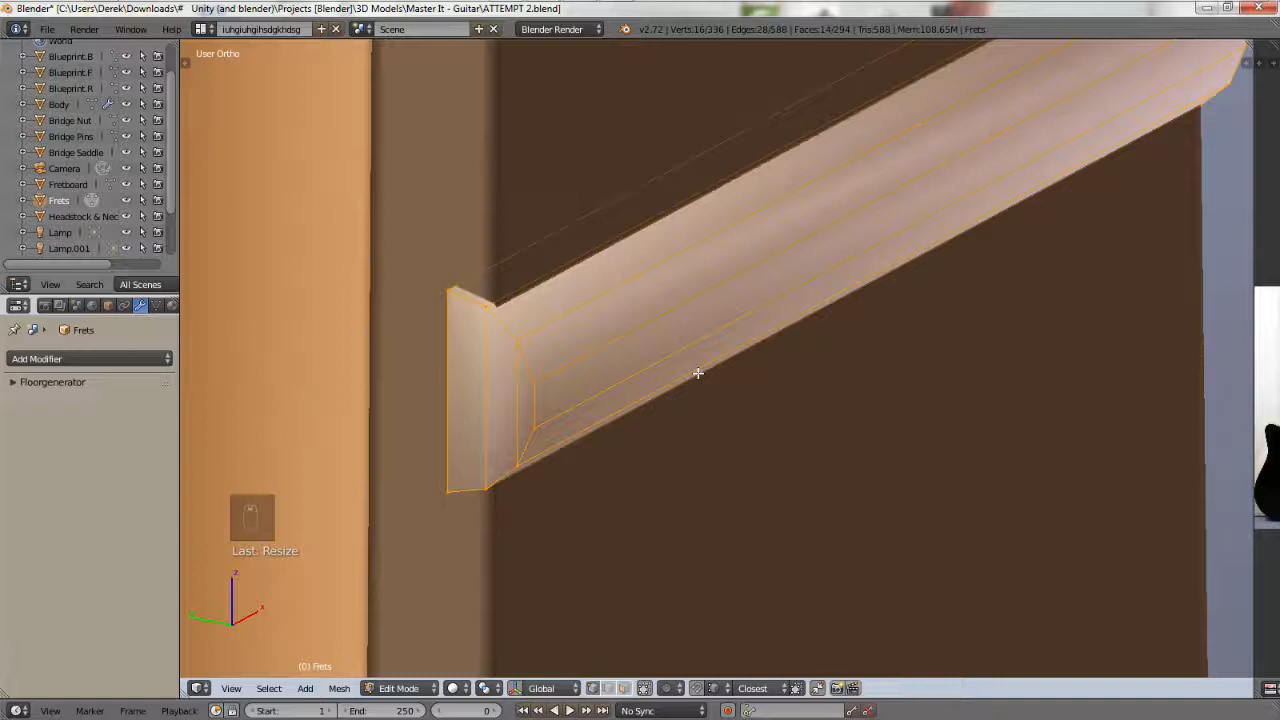 Blender* [C:\Users\Derek\Downloads\# Unity (and blender)\Projects [Blender]\3D Models\Master It - Guitar\ATTEMPT 2.blend]
File Render Window Help iuhgiuhgihsdgkhdsg Scene Blender Render v2.72 | Verts:16/336 | Edges:28/588 | Faces:14/294 | Tris:588 | Mem:108.65M | Frets
World
User Ortho
Blueprint.B
Blueprint.F
Blueprint.R
Body
Bridge Nut
Bridge Pins
Bridge Saddle
Camera
Fretboard
Frets
Headstock & Nec
Lamp
Lamp.001
View Search All Scenes
Frets
Add Modifier
Floorgenerator
Last: Resize
z
x
(0) Frets
View Select Add Mesh Edit Mode Global Closest
View Marker Frame Playback Start: 1 End: 250 0 No Sync